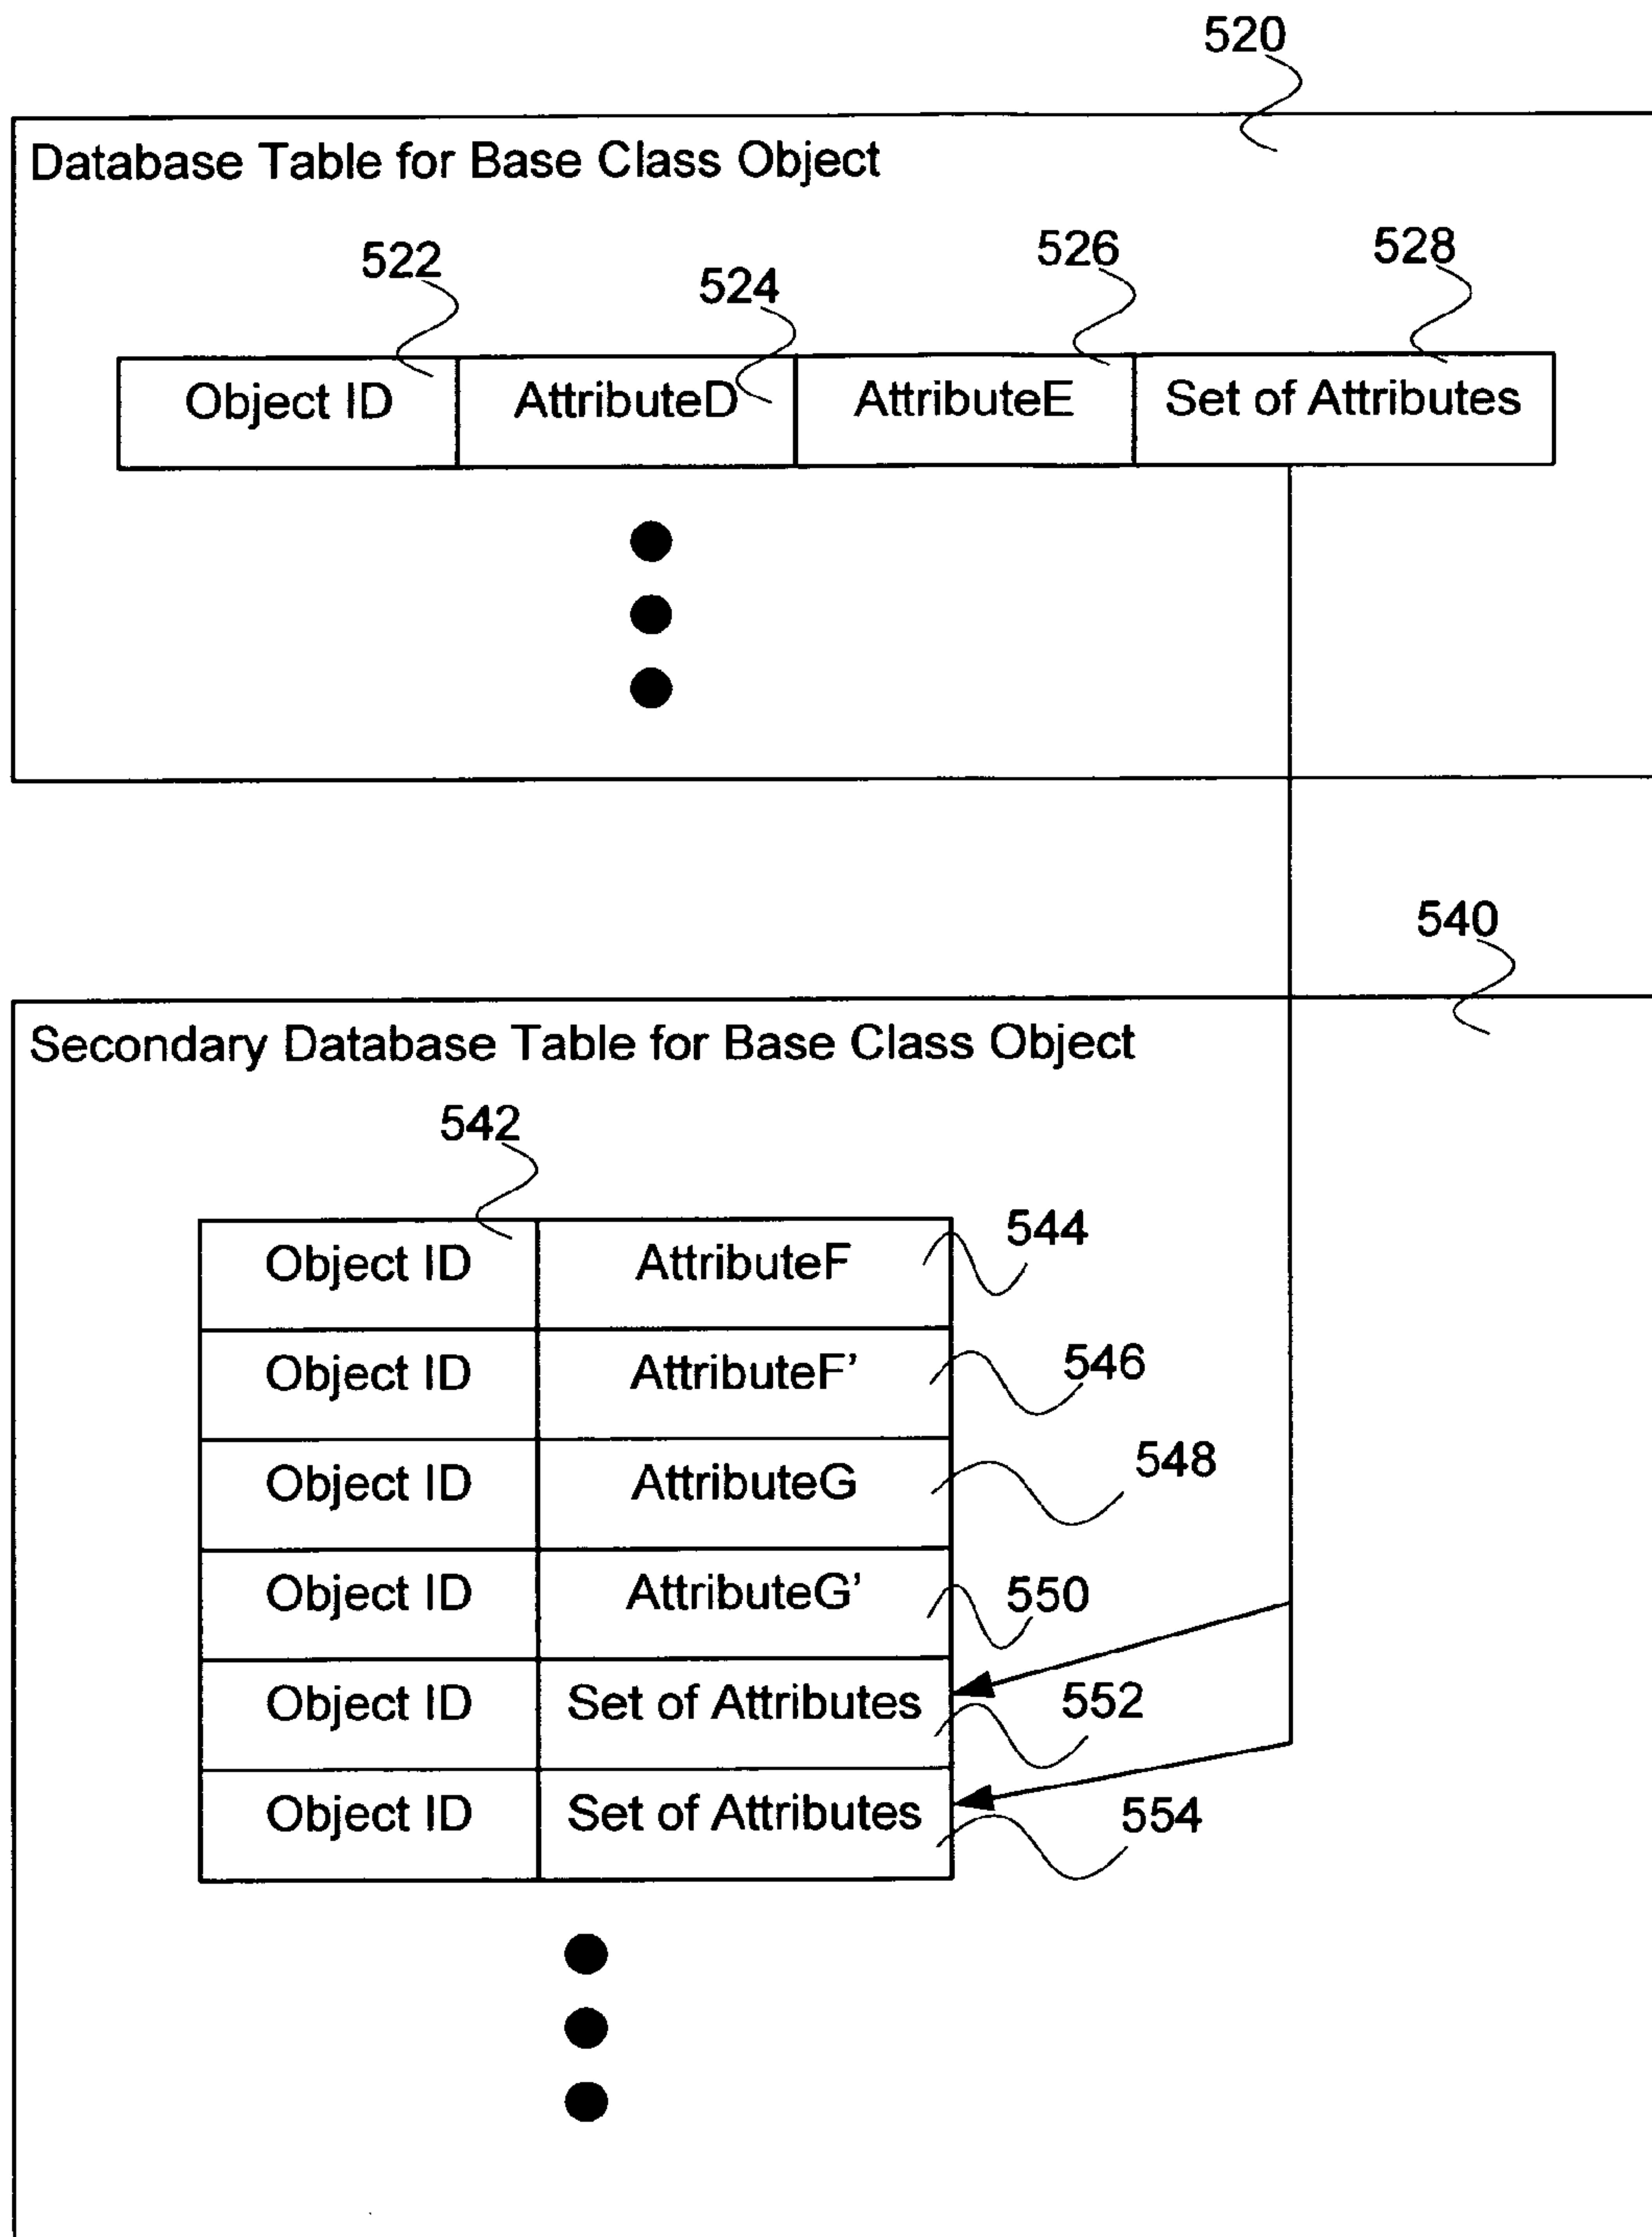 520
Database Table for Base Class Object
522
524
526
528
Object ID AttributeD AttributeE Set of Attributes
540
Secondary Database Table for Base Class Object
542
Object ID AttributeF 544
Object ID AttributeF' 546
Object ID AttributeG 548
Object ID AttributeG' 550
Object ID Set of Attributes 552
Object ID Set of Attributes 554